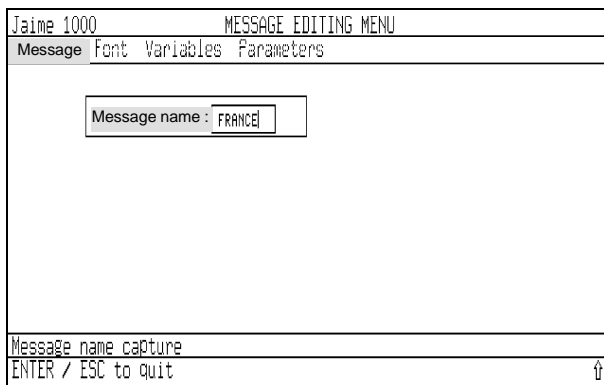 Jaime 1000 MESSAGE EDITING MENU
Message Font Variables Parameters
Message name : FRANCE
Message name capture
ENTER / ESC to quit ⇧